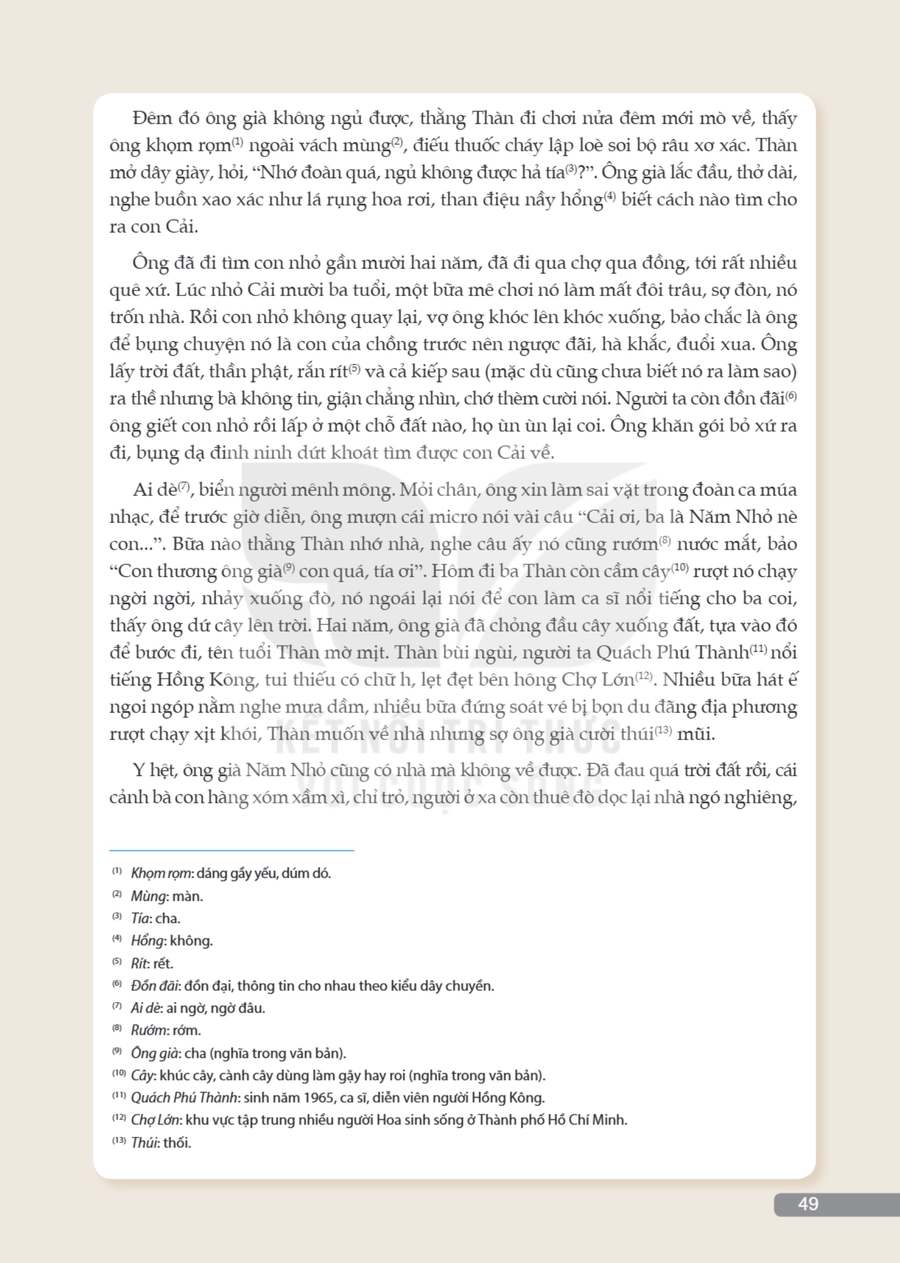 Đêm đó ông già không ngủ được, thằng Thàn đi chơi nửa đêm mới mò về, thấy
ông khọm rọm(1) ngoài vách mùng(2), điếu thuốc cháy lập loè soi bộ râu xơ xác. Thàn
mở dây giày, hỏi, “Nhớ đoàn quá, ngủ không được hả tía(3)?”. Ông già lắc đầu, thở dài,
nghe buồn xao xác như lá rụng hoa rơi, than điệu nầy hổng(4) biết cách nào tìm cho
ra con Cải.
Ông đã đi tìm con nhỏ gần mười hai năm, đã đi qua chợ qua đồng, tới rất nhiều
quê xứ. Lúc nhỏ Cải mười ba tuổi, một bữa mê chơi nó làm mất đôi trâu, sợ đòn, nó
trốn nhà. Rồi con nhỏ không quay lại, vợ ông khóc lên khóc xuống, bảo chắc là ông
để bụng chuyện nó là con của chồng trước nên ngược đãi, hà khắc, đuổi xua. Ông
lấy trời đất, thần phật, rắn rít(5) và cả kiếp sau (mặc dù cũng chưa biết nó ra làm sao)
ra thề nhưng bà không tin, giận chẳng nhìn, chớ thèm cười nói. Người ta còn đồn đãi(6)
ông giết con nhỏ rồi lấp ở một chỗ đất nào, họ ùn ùn lại coi. Ông khăn gói bỏ xứ ra
đi, bụng dạ đinh ninh dứt khoát tìm được con Cải về.
Ai dè(7), biển người mênh mông. Mỏi chân, ông xin làm sai vặt trong đoàn ca múa
nhạc, để trước giờ diễn, ông mượn cái micro nói vài câu “Cải ơi, ba là Năm Nhỏ nè
con...”. Bữa nào thằng Thàn nhớ nhà, nghe câu ấy nó cũng rướm(8) nước mắt, bảo
“Con thương ông già(9) con quá, tía ơi”. Hôm đi ba Thàn còn cầm cây(10) rượt nó chạy
ngời ngời, nhảy xuống đò, nó ngoái lại nói để con làm ca sĩ nổi tiếng cho ba coi,
thấy ông dứ cây lên trời. Hai năm, ông già đã chỏng đầu cây xuống đất, tựa vào đó
để bước đi, tên tuổi Thàn mờ mịt. Thàn bùi ngùi, người ta Quách Phú Thành(11) nổi
tiếng Hồng Kông, tui thiếu có chữ h, lẹt đẹt bên hông Chợ Lớn(12). Nhiều bữa hát ế
ngoi ngóp nằm nghe mưa dầm, nhiều bữa đứng soát vé bị bọn du đãng địa phương
rượt chạy xịt khói, Thàn muốn về nhà nhưng sợ ông già cười thúi(13) mũi.
Y hệt, ông già Năm Nhỏ cũng có nhà mà không về được. Đã đau quá trời đất rồi, cái
cảnh bà con hàng xóm xầm xì, chỉ trỏ, người ở xa còn thuê đò dọc lại nhà ngó nghiêng,
KẾT NỐI TRI THỨC
VỚI CUỘC SỐNG
(1) Khọm rọm: dáng gầy yếu, dúm dó.
(2) Mùng: màn.
(3) Tía: cha.
(4) Hổng: không.
(5) Rít: rết.
(6) Đồn đãi: đồn đại, thông tin cho nhau theo kiểu dây chuyền.
(7) Ai dè: ai ngờ, ngờ đâu.
(8) Rướm: rớm.
(9) Ông già: cha (nghĩa trong văn bản).
(10) Cây: khúc cây, cành cây dùng làm gậy hay roi (nghĩa trong văn bản).
(11) Quách Phú Thành: sinh năm 1965, ca sĩ, diễn viên người Hồng Kông.
(12) Chợ Lớn: khu vực tập trung nhiều người Hoa sinh sống ở Thành phố Hồ Chí Minh.
(13) Thúi: thối.
49